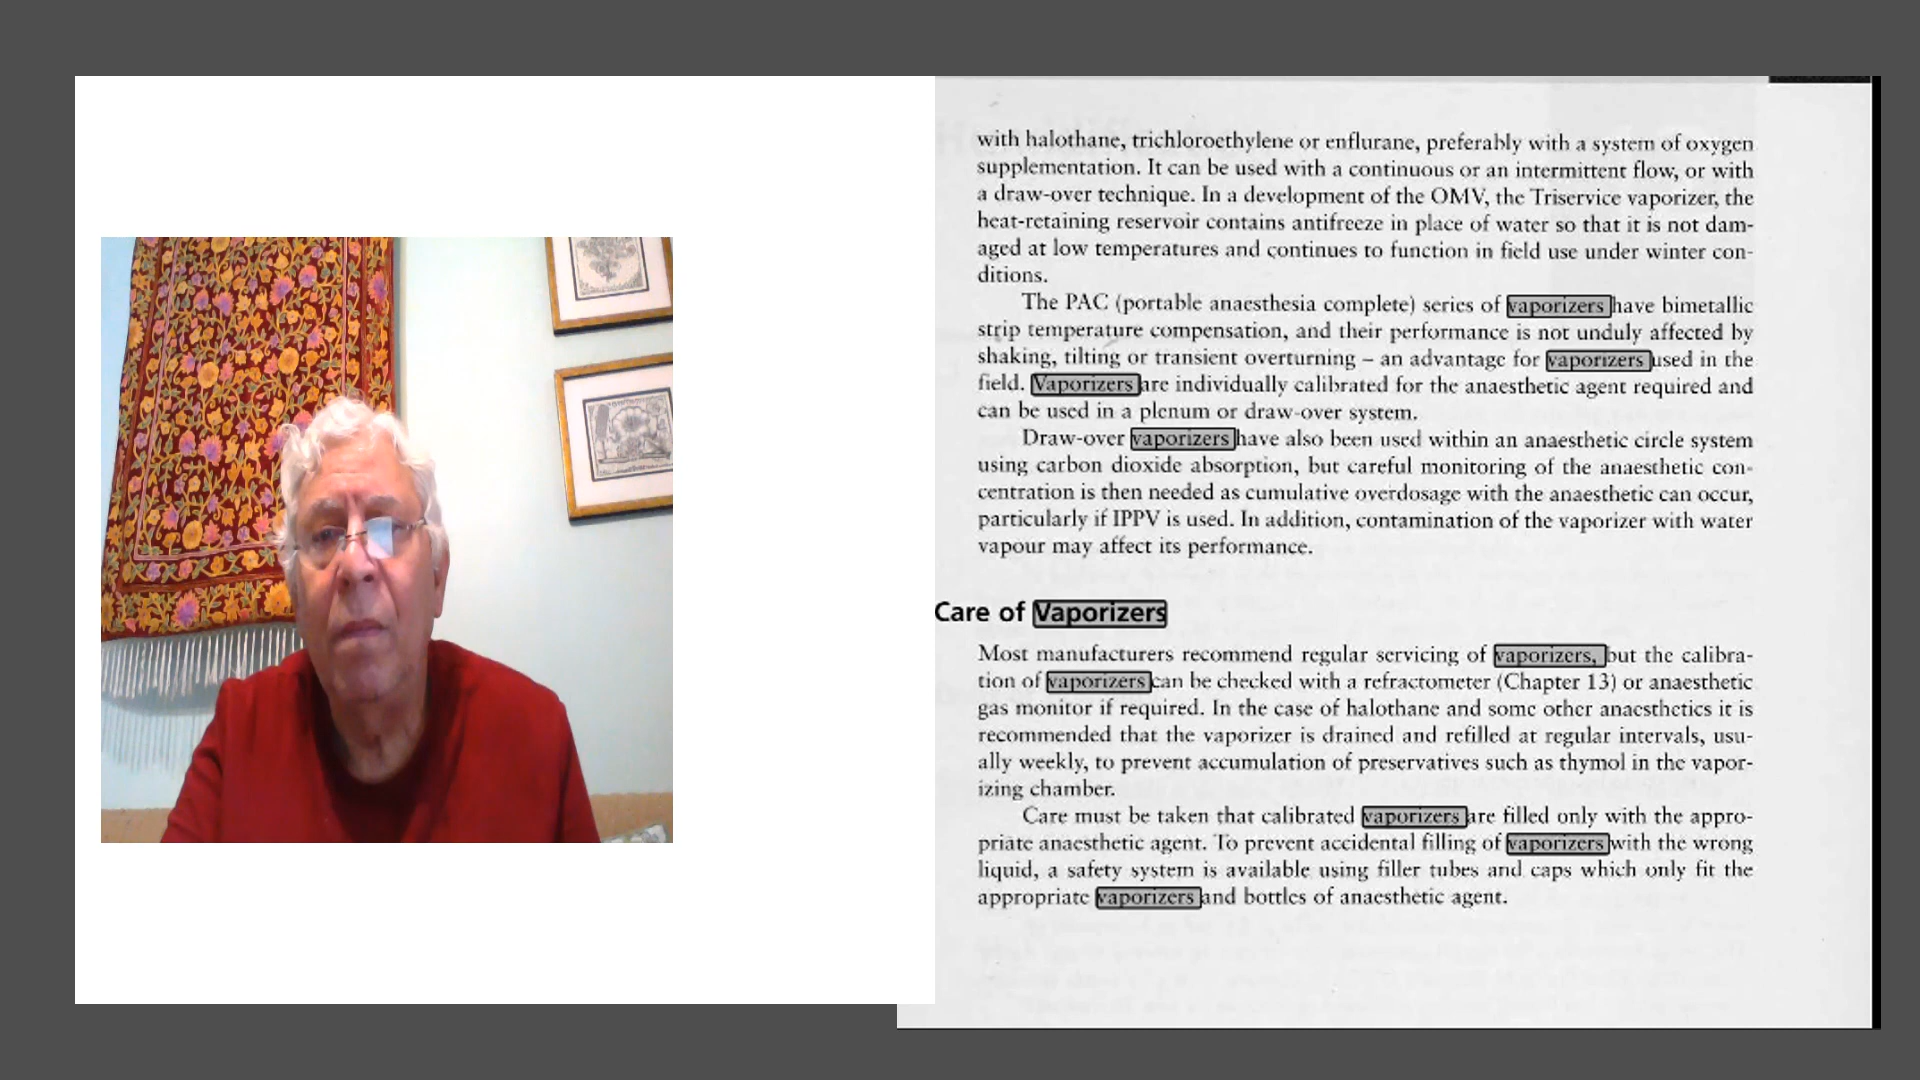 with halothane, trichloroethylene or enflurane, preferably with a system of oxygen
supplementation. It can be used with a continuous or an intermittent flow, or with
a draw-over technique. In a development of the OMV, the Triservice vaporizer, the
heat-retaining reservoir contains antifreeze in place of water so that it is not dam-
aged at low temperatures and continues to function in field use under winter con-
ditions.
The PAC (portable anaesthesia complete) series of vaporizers have bimetallic
strip temperature compensation, and their performance is not unduly affected by
shaking, tilting or transient overturning – an advantage for vaporizers used in the
field. Vaporizers are individually calibrated for the anaesthetic agent required and
can be used in a plenum or draw-over system.
Draw-over vaporizers have also been used within an anaesthetic circle system
using carbon dioxide absorption, but careful monitoring of the anaesthetic con-
centration is then needed as cumulative overdosage with the anaesthetic can occur,
particularly if IPPV is used. In addition, contamination of the vaporizer with water
vapour may affect its performance.
Care of Vaporizers
Most manufacturers recommend regular servicing of vaporizers, but the calibra-
tion of vaporizers can be checked with a refractometer (Chapter 13) or anaesthetic
gas monitor if required. In the case of halothane and some other anaesthetics it is
recommended that the vaporizer is drained and refilled at regular intervals, usu-
ally weekly, to prevent accumulation of preservatives such as thymol in the vapor-
izing chamber.
Care must be taken that calibrated vaporizers are filled only with the appro-
priate anaesthetic agent. To prevent accidental filling of vaporizers with the wrong
liquid, a safety system is available using filler tubes and caps which only fit the
appropriate vaporizers and bottles of anaesthetic agent.